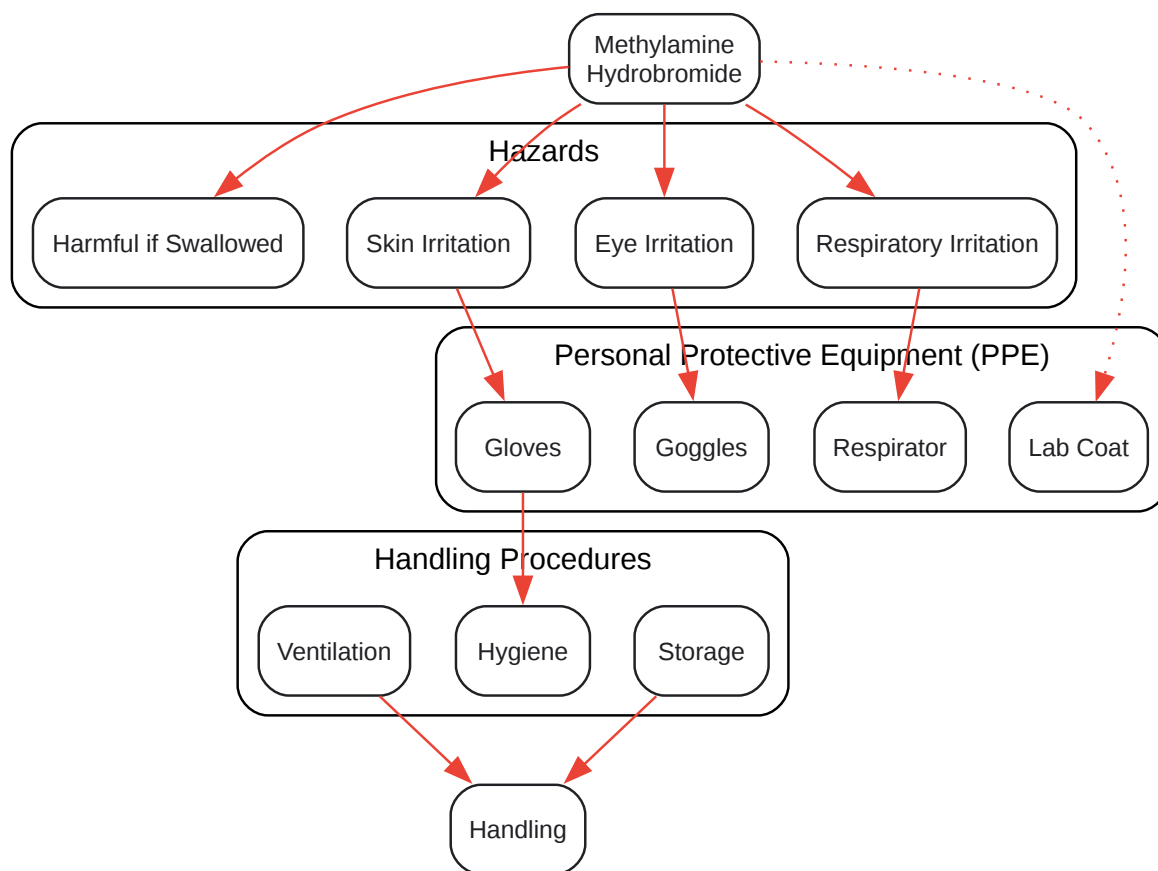 Methylamine
Hydrobromide
Hazards
Harmful if Swallowed
Skin Irritation
Eye Irritation
Respiratory Irritation
Personal Protective Equipment (PPE)
Gloves
Goggles
Respirator
Lab Coat
Handling Procedures
Ventilation
Hygiene
Storage
Handling